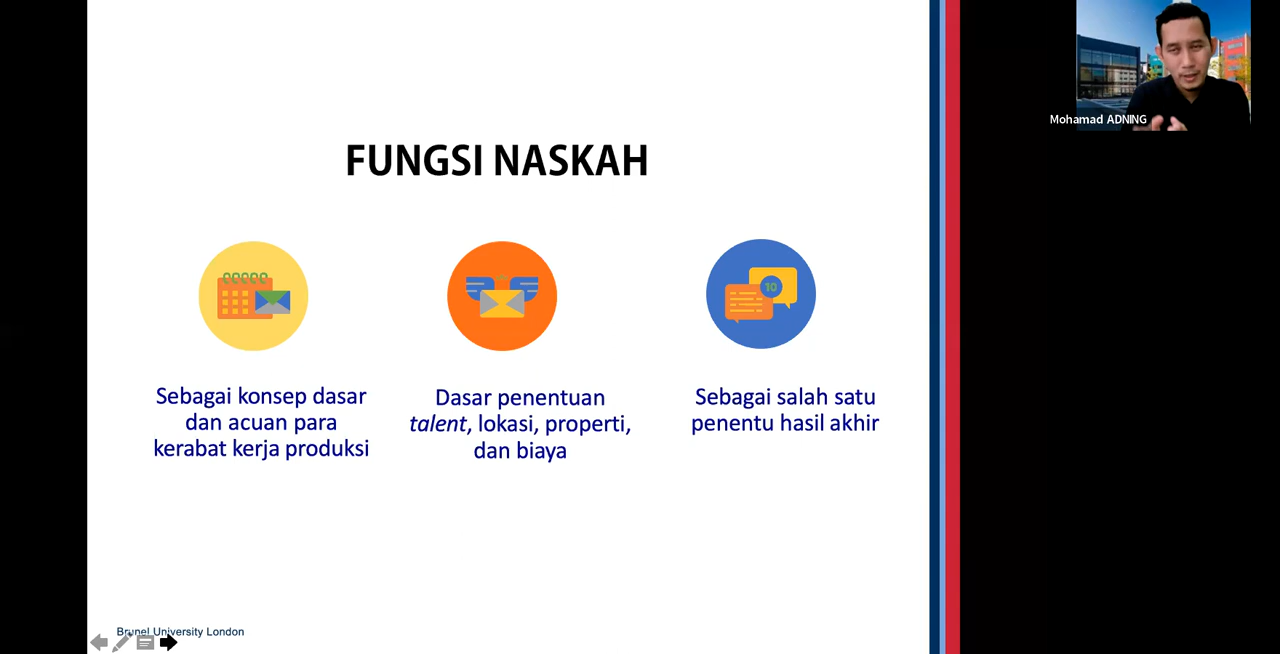 FUNGSI NASKAH
10
Sebagai konsep dasar
dan acuan para
kerabat kerja produksi
Dasar penentuan
talent, lokasi, properti,
dan biaya
Sebagai salah satu
penentu hasil akhir
Brunel University London
Mohamad ADNING